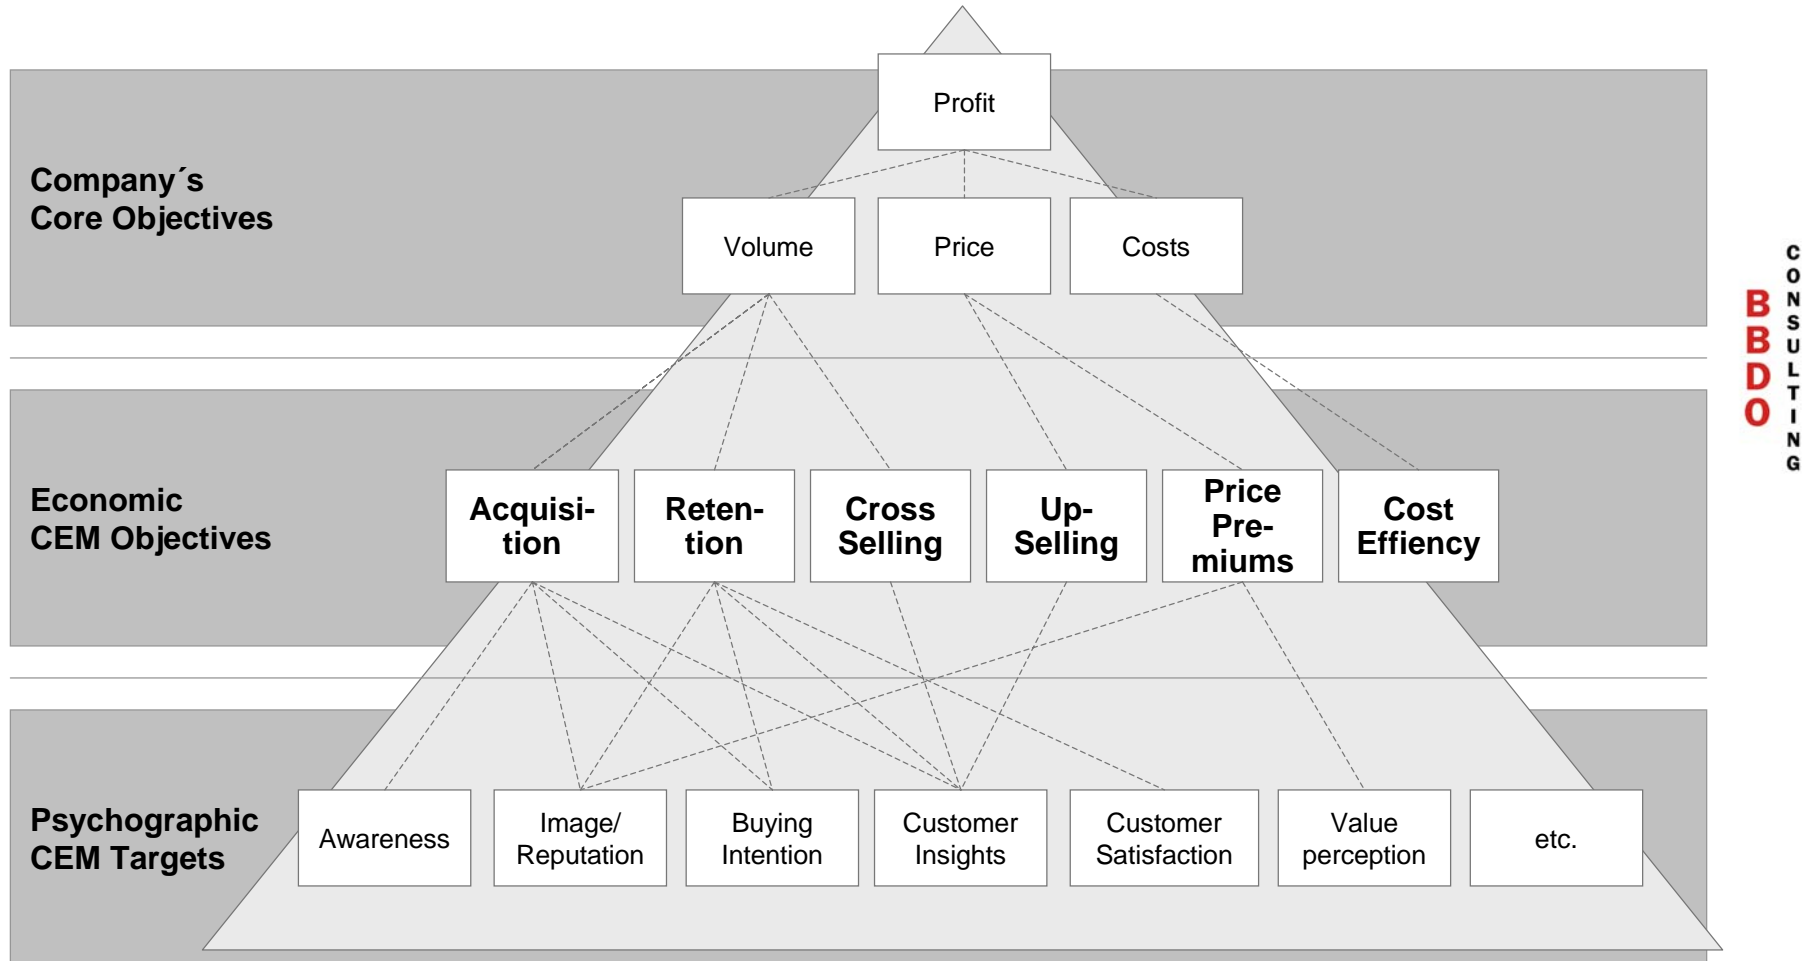 Profit
Company´s
Core Objectives
Volume
Price
Costs
Economic
CEM Objectives
Acquisi-
tion
Reten-
tion
Cross
Selling
Up-
Selling
Price
Pre-
miums
Cost
Effiency
Psychographic
CEM Targets
Awareness
Image/
Reputation
Buying
Intention
Customer
Insights
Customer
Satisfaction
Value
perception
etc.
BBDO
CONSULTING